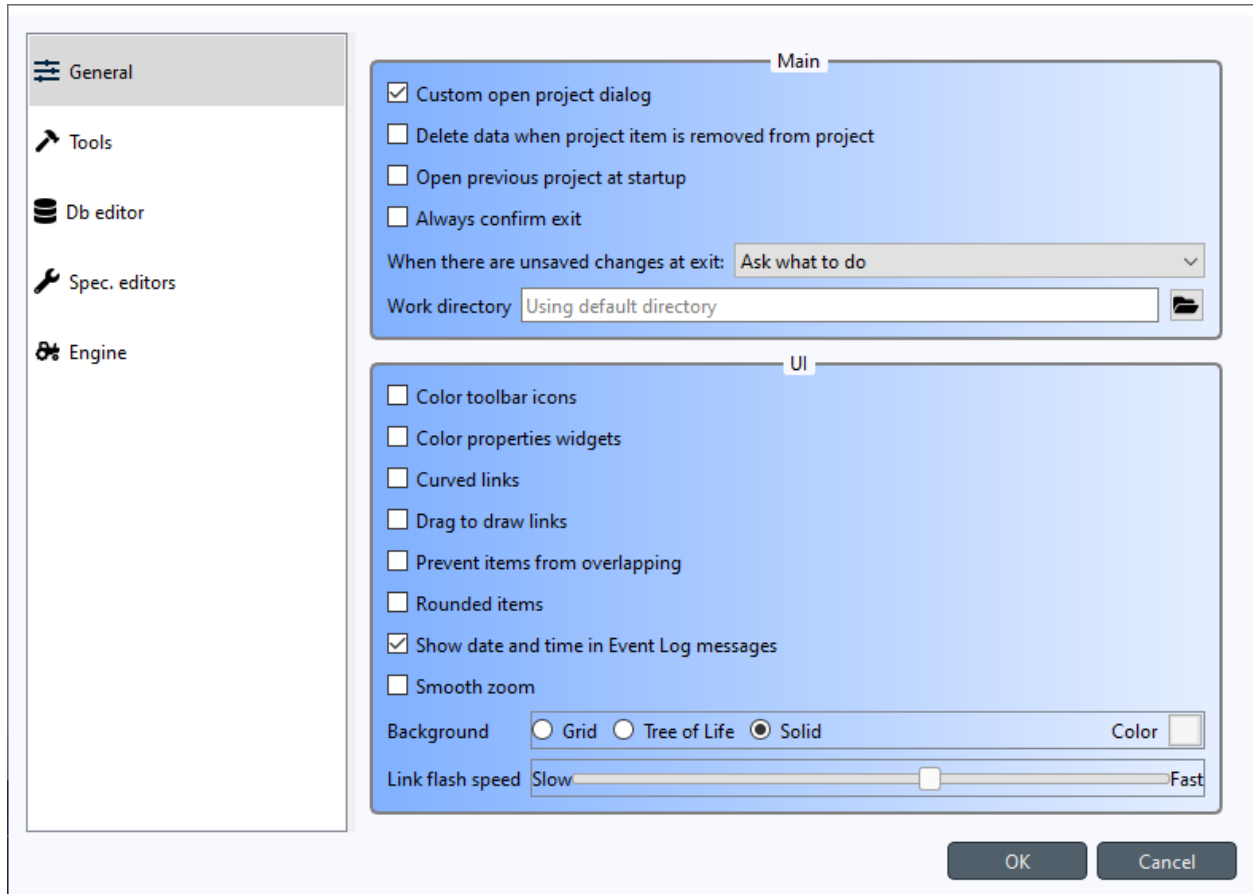 General
Tools
Db editor
Spec. editors
Engine
Main
Custom open project dialog
Delete data when project item is removed from project
Open previous project at startup
Always confirm exit
When there are unsaved changes at exit: Ask what to do
Work directory Using default directory
UI
Color toolbar icons
Color properties widgets
Curved links
Drag to draw links
Prevent items from overlapping
Rounded items
Show date and time in Event Log messages
Smooth zoom
Background Grid Tree of Life Solid Color
Link flash speed Slow Fast
OK Cancel